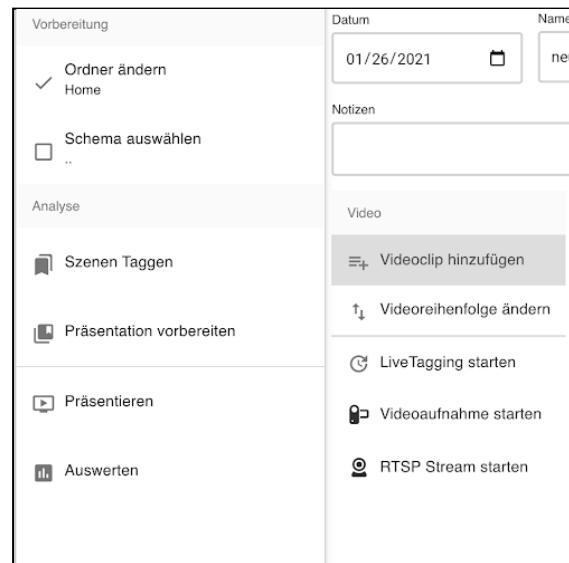 Vorbereitung
Ordner ändern
Home
Schema auswählen
..
Analyse
Szenen Taggen
Präsentation vorbereiten
Präsentieren
Auswerten
Datum
Name
01/26/2021
Notizen
Video
Videoclip hinzufügen
Videoreihenfolge ändern
LiveTagging starten
Videoaufnahme starten
RTSP Stream starten